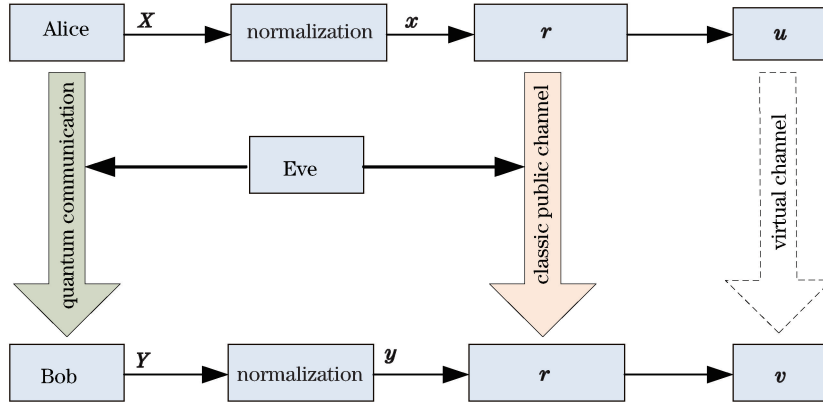 Alice
X
normalization
x
r
u
quantum communication
Eve
classic public channel
virtual channel
Bob
Y
normalization
y
r
v